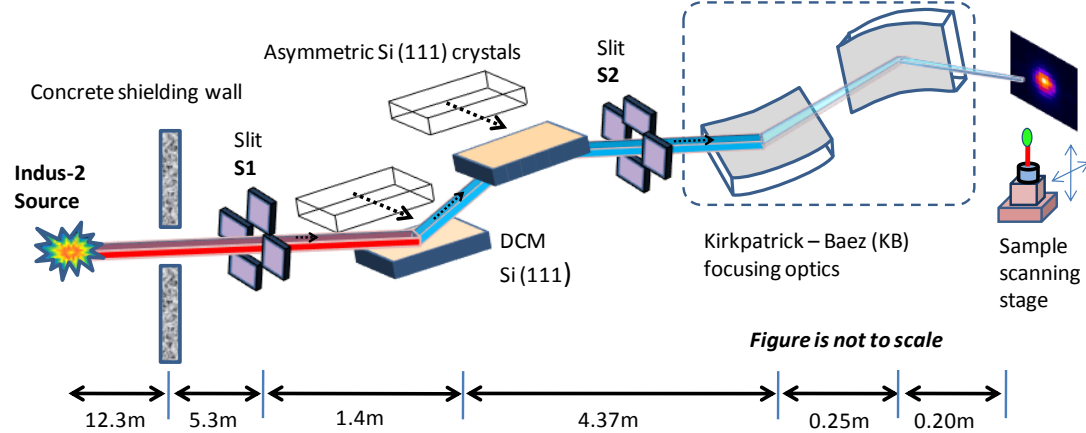 Asymmetric Si (111) crystals
Concrete shielding wall
Slit
S1
Slit
S2
Indus-2
Source
DCM
Si (111)
Kirkpatrick – Baez (KB)
focusing optics
Sample
scanning
stage
Figure is not to scale
12.3m
5.3m
1.4m
4.37m
0.25m
0.20m